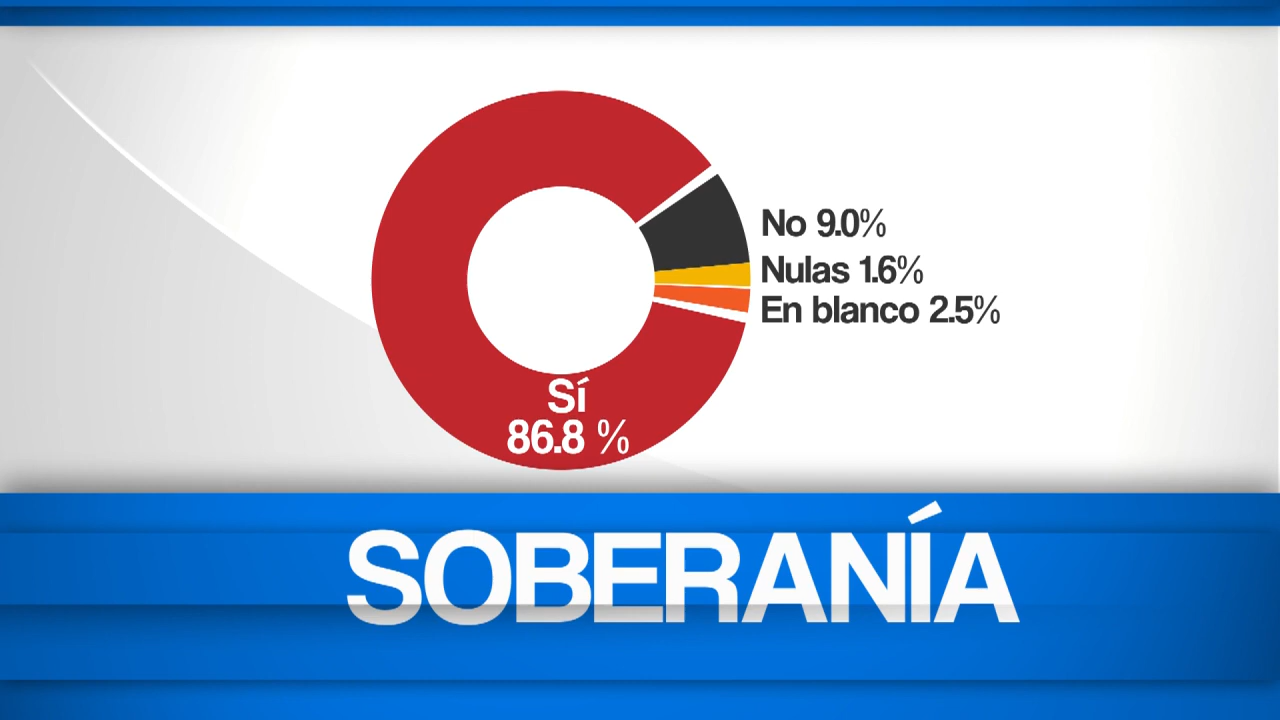 No 9.0%
Nulas 1.6%
En blanco 2.5%
Sí
86.8 %
SOBERANÍA